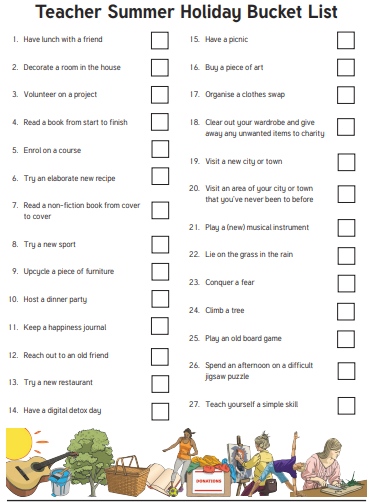 Teacher Summer Holiday Bucket List
1. Have lunch with a friend
2. Decorate a room in the house
3. Volunteer on a project
4. Read a book from start to finish
5. Enrol on a course
6. Try an elaborate new recipe
7. Read a non-fiction book from cover
to cover
8. Try a new sport
9. Upcycle a piece of furniture
10. Host a dinner party
11. Keep a happiness journal
12. Reach out to an old friend
13. Try a new restaurant
14. Have a digital detox day
15. Have a picnic
16. Buy a piece of art
17. Organise a clothes swap
18. Clear out your wardrobe and give
away any unwanted items to charity
19. Visit a new city or town
20. Visit an area of your city or town
that you've never been to before
21. Play a (new) musical instrument
22. Lie on the grass in the rain
23. Conquer a fear
24. Climb a tree
25. Play an old board game
26. Spend an afternoon on a difficult
jigsaw puzzle
27. Teach yourself a simple skill
DONATIONS